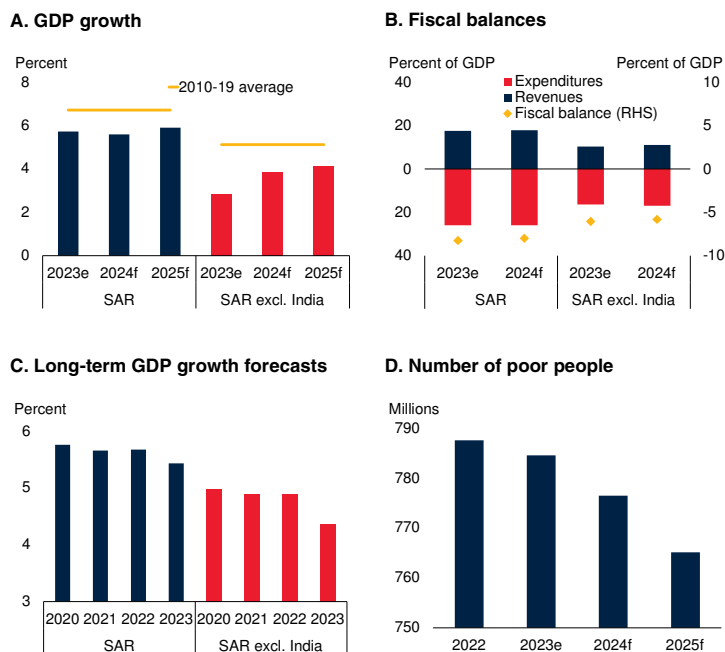 A. GDP growth
Percent
2010-19 average
8
6
4
2
0
2023e 2024f 2025f 2023e 2024f 2025f
SAR SAR excl. India
B. Fiscal balances
Percent of GDP Percent of GDP
Expenditures
Revenues
Fiscal balance (RHS)
40 10
20 5
0 0
20 -5
40 -10
2023e 2024f 2023e 2024f
SAR SAR excl. India
C. Long-term GDP growth forecasts
Percent
6
5
4
3
2020 2021 2022 2023 2020 2021 2022 2023
SAR SAR excl. India
D. Number of poor people
Millions
790
780
770
760
750
2022 2023e 2024f 2025f